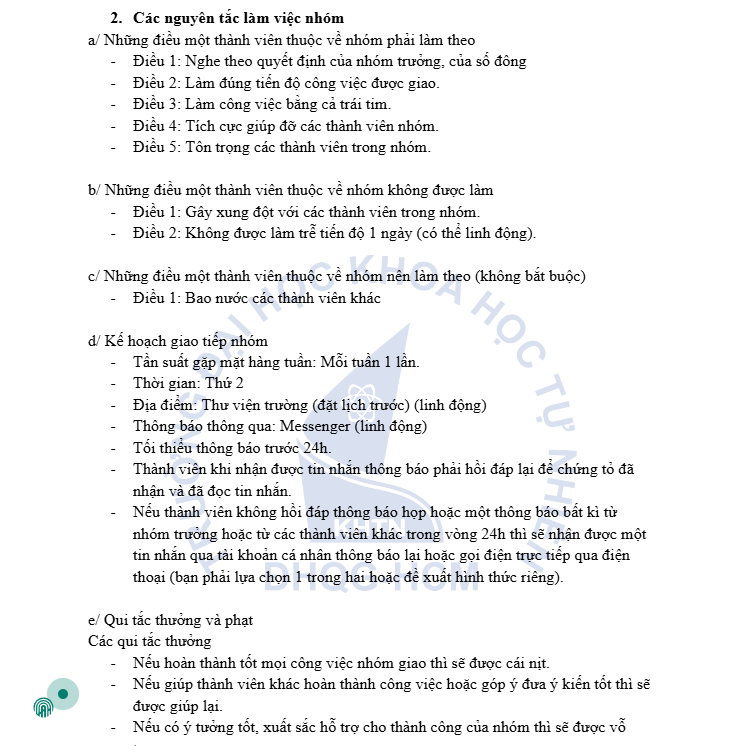 2. Các nguyên tắc làm việc nhóm
a/ Những điều một thành viên thuộc về nhóm phải làm theo
- Điều 1: Nghe theo quyết định của nhóm trưởng, của số đông
- Điều 2: Làm đúng tiến độ công việc được giao.
- Điều 3: Làm công việc bằng cả trái tim.
- Điều 4: Tích cực giúp đỡ các thành viên nhóm.
- Điều 5: Tôn trọng các thành viên trong nhóm.
b/ Những điều một thành viên thuộc về nhóm không được làm
- Điều 1: Gây xung đột với các thành viên trong nhóm.
- Điều 2: Không được làm trễ tiến độ 1 ngày (có thể linh động).
c/ Những điều một thành viên thuộc về nhóm nên làm theo (không bắt buộc)
- Điều 1: Bao nước các thành viên khác
d/ Kế hoạch giao tiếp nhóm
- Tần suất gặp mặt hàng tuần: Mỗi tuần 1 lần.
- Thời gian: Thứ 2
- Địa điểm: Thư viện trường (đặt lịch trước) (linh động)
- Thông báo thông qua: Messenger (linh động)
- Tối thiểu thông báo trước 24h.
- Thành viên khi nhận được tin nhắn thông báo phải hồi đáp lại để chứng tỏ đã
nhận và đã đọc tin nhắn.
- Nếu thành viên không hồi đáp thông báo họp hoặc một thông báo bất kì từ
nhóm trưởng hoặc từ các thành viên khác trong vòng 24h thì sẽ nhận được một
tin nhắn qua tài khoản cá nhân thông báo lại hoặc gọi điện trực tiếp qua điện
thoại (bạn phải lựa chọn 1 trong hai hoặc đề xuất hình thức riêng).
e/ Qui tắc thưởng và phạt
Các qui tắc thưởng
- Nếu hoàn thành tốt mọi công việc nhóm giao thì sẽ được cái nịt.
- Nếu giúp thành viên khác hoàn thành công việc hoặc góp ý đưa ý kiến tốt thì sẽ
được giúp lại.
- Nếu có ý tưởng tốt, xuất sắc hỗ trợ cho thành công của nhóm thì sẽ được vỗ
TRƯỜNG ĐẠI HỌC KHOA HỌC TỰ NHIÊN
KHTN
ĐHQG-HCM